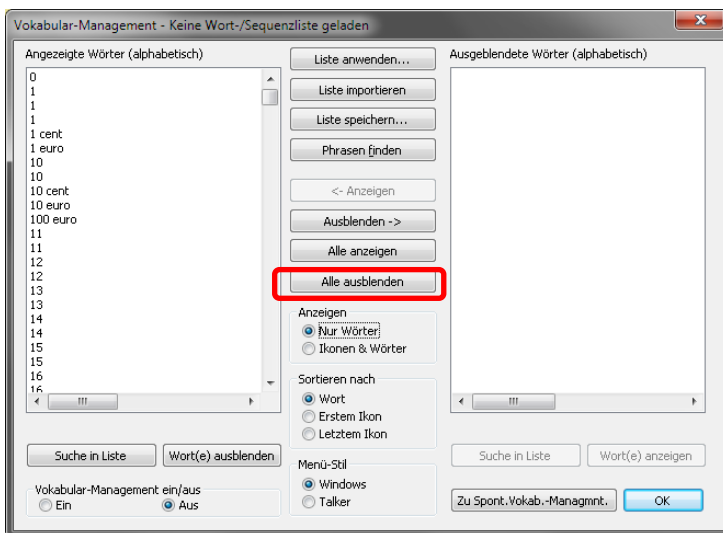 Vokabular-Management - Keine Wort-/Sequenzliste geladen
Angezeigte Wörter (alphabetisch)
0
1
1
1
1 cent
1 euro
10
10
10 cent
10 euro
100 euro
11
11
12
12
13
13
14
14
15
15
16
16
Suche in Liste
Wort(e) ausblenden
Vokabular-Management ein/aus
Ein
Aus
Liste anwenden...
Liste importieren
Liste speichern...
Phrasen finden
<- Anzeigen
Ausblenden ->
Alle anzeigen
Alle ausblenden
Anzeigen
Nur Wörter
Ikonen & Wörter
Sortieren nach
Wort
Erstem Ikon
Letztem Ikon
Menü-Stil
Windows
Talker
Ausgeblendete Wörter (alphabetisch)
Suche in Liste
Wort(e) anzeigen
Zu Spont.Vokab.-Managmnt.
OK